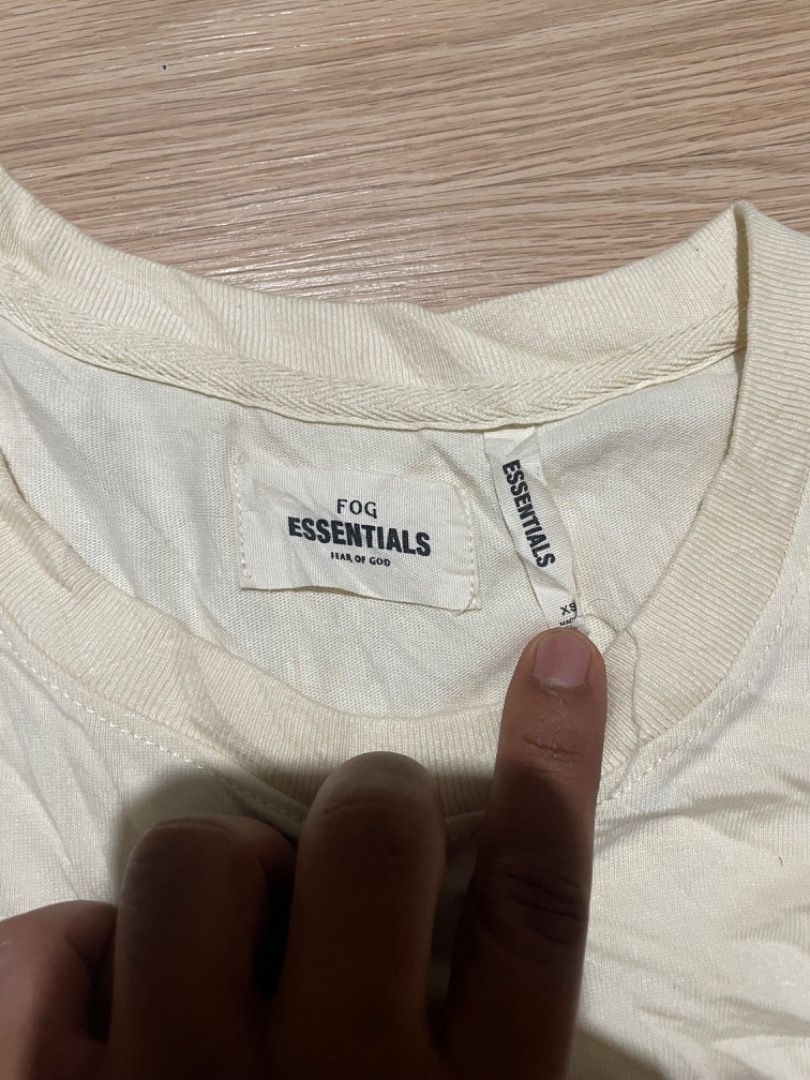 FOG
ESSENTIALS
FEAR OF GOD
ESSENTIALS
XS